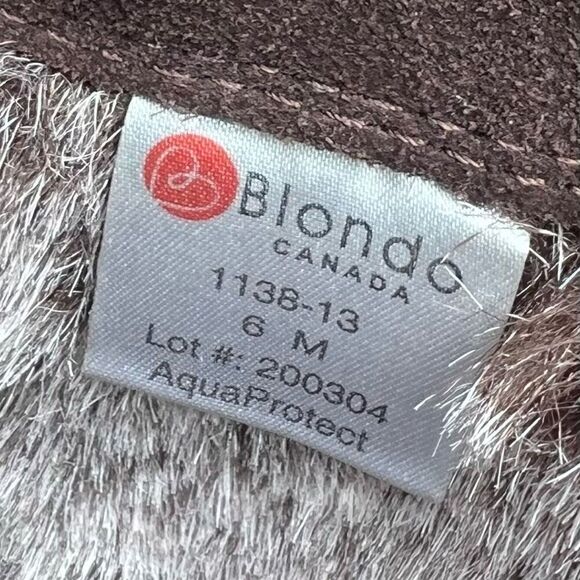 Blondo
CANADA
1138-13
6 M
Lot #: 200304
AquaProtect